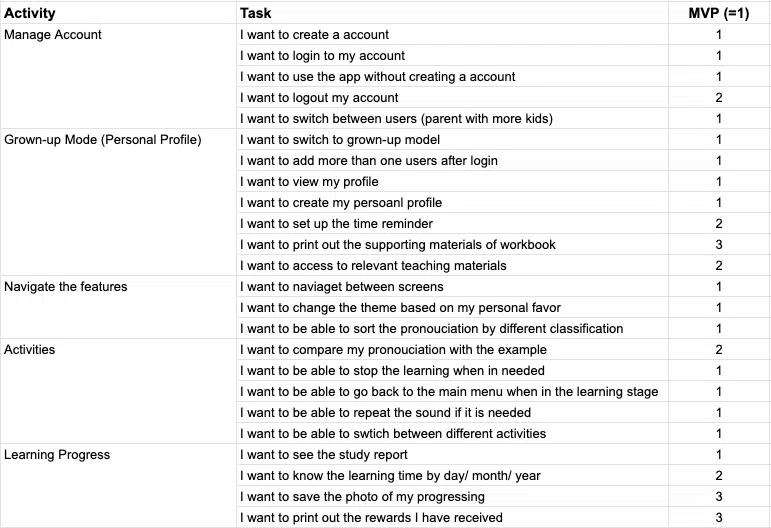 Activity Task MVP (=1)
Manage Account I want to create a account 1
I want to login to my account 1
I want to use the app without creating a account 1
I want to logout my account 2
I want to switch between users (parent with more kids) 1
Grown-up Mode (Personal Profile) I want to switch to grown-up model 1
I want to add more than one users after login 1
I want to view my profile 1
I want to create my persoanl profile 1
I want to set up the time reminder 2
I want to print out the supporting materials of workbook 3
I want to access to relevant teaching materials 2
Navigate the features I want to naviaget between screens 1
I want to change the theme based on my personal favor 1
I want to be able to sort the pronouciation by different classification 1
Activities I want to compare my pronouciation with the example 2
I want to be able to stop the learning when in needed 1
I want to be able to go back to the main menu when in the learning stage 1
I want to be able to repeat the sound if it is needed 1
I want to be able to swtich between different activities 1
Learning Progress I want to see the study report 1
I want to know the learning time by day/ month/ year 2
I want to save the photo of my progressing 3
I want to print out the rewards I have received 3